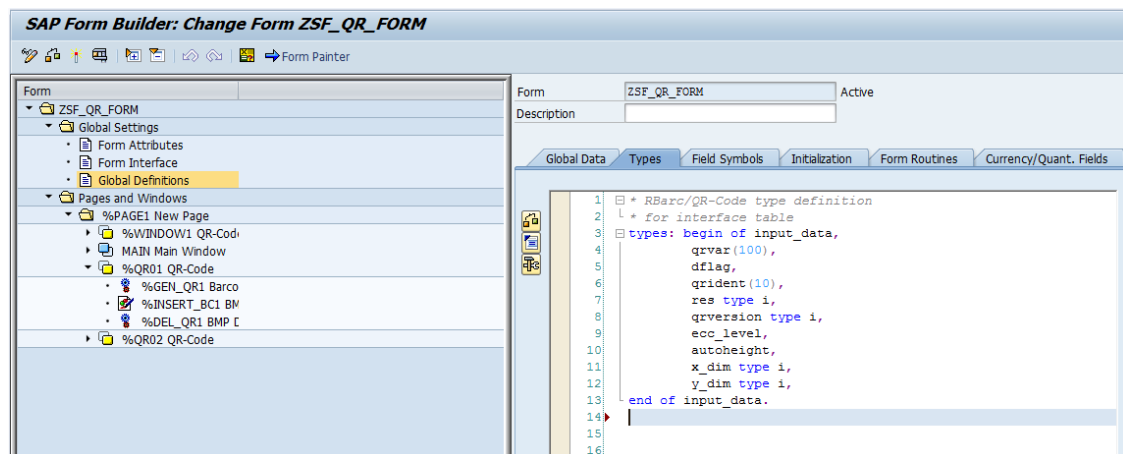 SAP Form Builder: Change Form ZSF_QR_FORM
Form Painter
Form
ZSF_QR_FORM
Global Settings
Form Attributes
Form Interface
Global Definitions
Pages and Windows
%PAGE1 New Page
%WINDOW1 QR-Code
MAIN Main Window
%QR01 QR-Code
%GEN_QR1 Barco
%INSERT_BC1 BM
%DEL_QR1 BMP D
%QR02 QR-Code
Form ZSF_QR_FORM Active
Description
Global Data Types Field Symbols Initialization Form Routines Currency/Quant. Fields
1 * RBarc/QR-Code type definition
2 * for interface table
3 types: begin of input_data,
4 qrvar(100),
5 dflag,
6 qrident(10),
7 res type i,
8 qrversion type i,
9 ecc_level,
10 autoheight,
11 x_dim type i,
12 y_dim type i,
13 end of input_data.
14
15
16